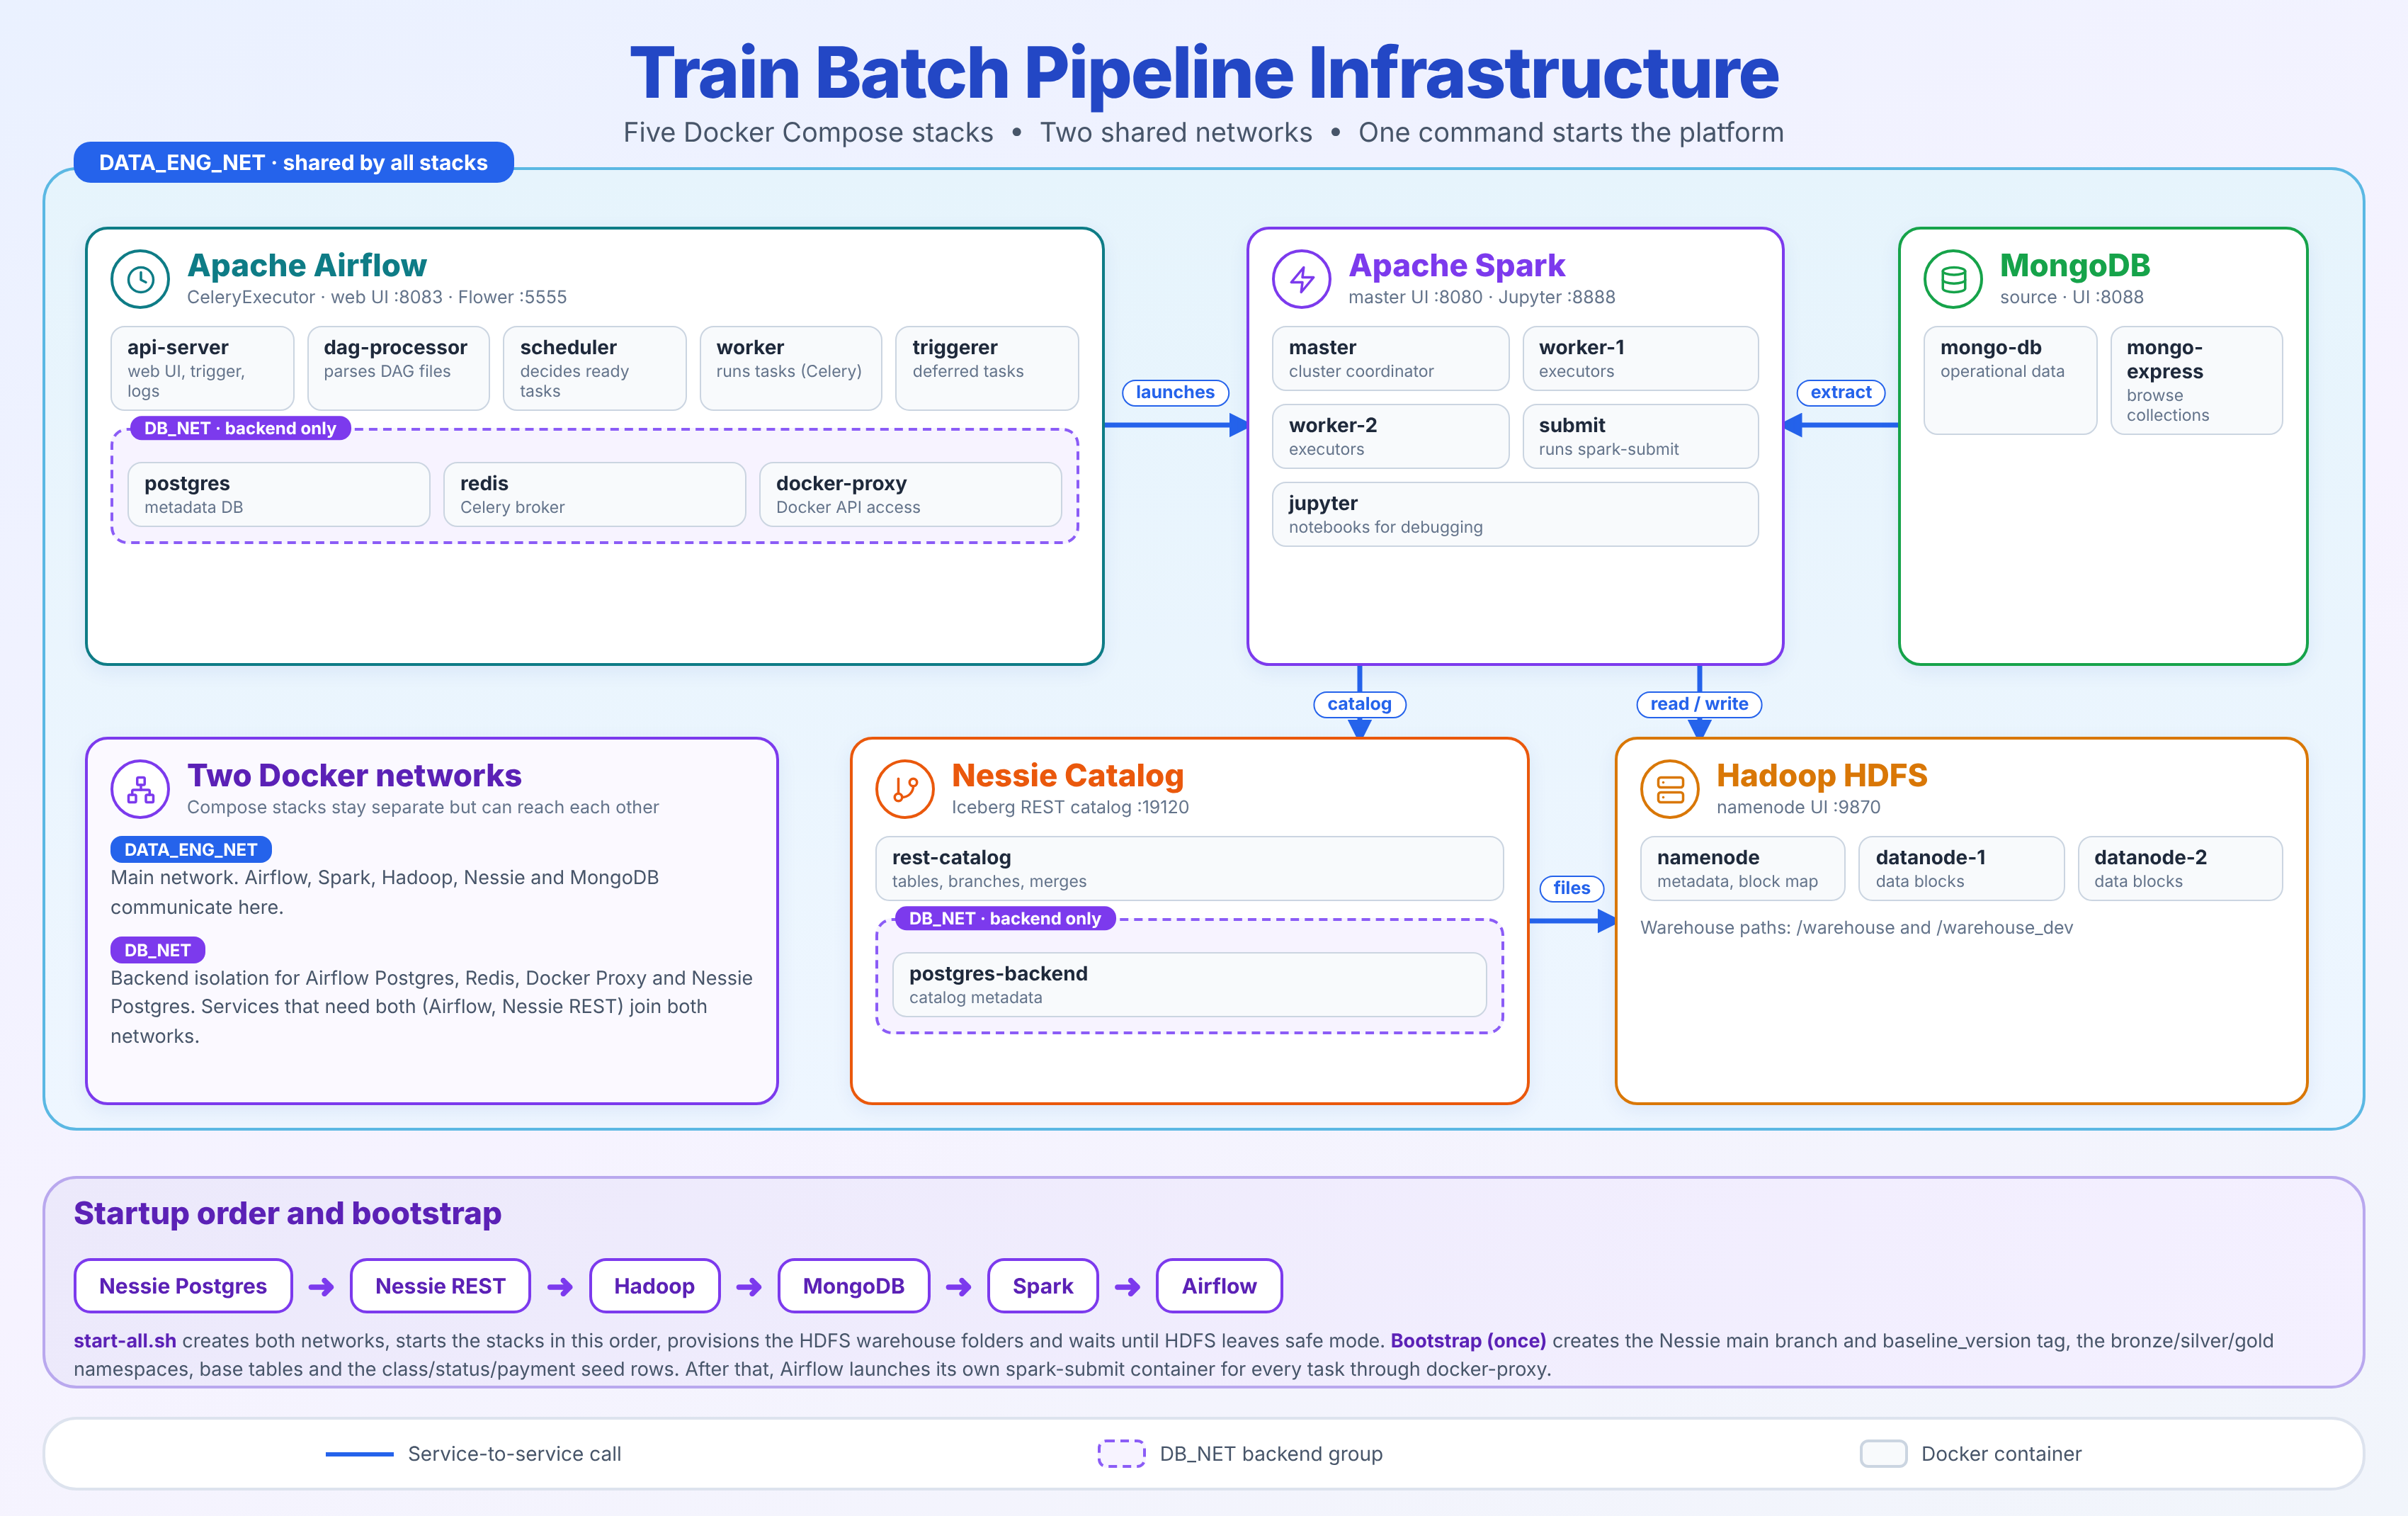 Train Batch Pipeline Infrastructure
Five Docker Compose stacks • Two shared networks • One command starts the platform
DATA_ENG_NET · shared by all stacks
Apache Airflow
CeleryExecutor · web UI :8083 · Flower :5555
api-server
web UI, trigger,
logs
dag-processor
parses DAG files
scheduler
decides ready
tasks
worker
runs tasks (Celery)
triggerer
deferred tasks
DB_NET · backend only
postgres
metadata DB
redis
Celery broker
docker-proxy
Docker API access
launches
Apache Spark
master UI :8080 · Jupyter :8888
master
cluster coordinator
worker-1
executors
worker-2
executors
submit
runs spark-submit
jupyter
notebooks for debugging
extract
MongoDB
source · UI :8088
mongo-db
operational data
mongo-
express
browse
collections
catalog
read / write
Two Docker networks
Compose stacks stay separate but can reach each other
DATA_ENG_NET
Main network. Airflow, Spark, Hadoop, Nessie and MongoDB
communicate here.
DB_NET
Backend isolation for Airflow Postgres, Redis, Docker Proxy and Nessie
Postgres. Services that need both (Airflow, Nessie REST) join both
networks.
Nessie Catalog
Iceberg REST catalog :19120
rest-catalog
tables, branches, merges
DB_NET · backend only
postgres-backend
catalog metadata
files
Hadoop HDFS
namenode UI :9870
namenode
metadata, block map
datanode-1
data blocks
datanode-2
data blocks
Warehouse paths: /warehouse and /warehouse_dev
Startup order and bootstrap
Nessie Postgres ➜ Nessie REST ➜ Hadoop ➜ MongoDB ➜ Spark ➜ Airflow
start-all.sh creates both networks, starts the stacks in this order, provisions the HDFS warehouse folders and waits until HDFS leaves safe mode. Bootstrap (once) creates the Nessie main branch and baseline_version tag, the bronze/silver/gold
namespaces, base tables and the class/status/payment seed rows. After that, Airflow launches its own spark-submit container for every task through docker-proxy.
Service-to-service call
DB_NET backend group
Docker container